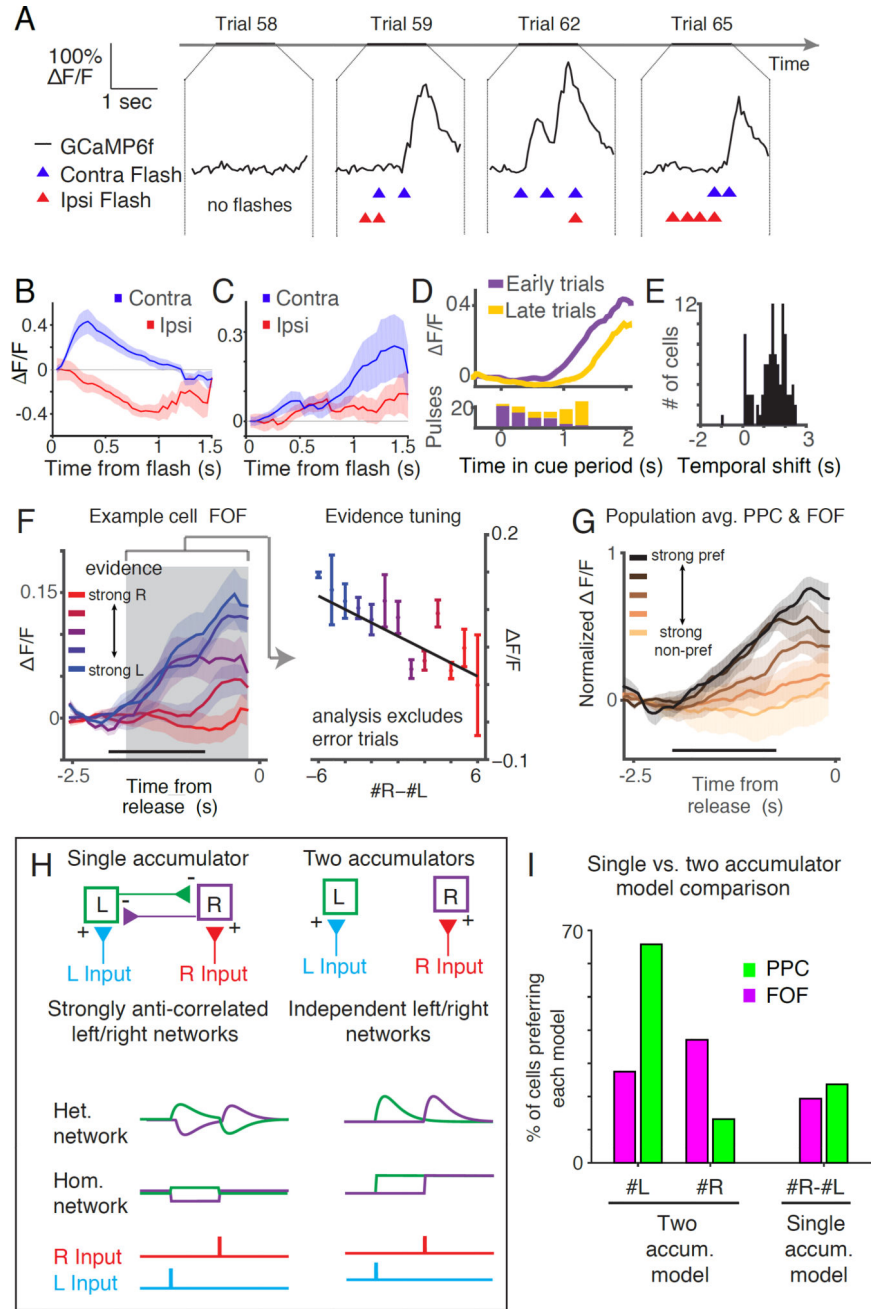 A
Trial 58
Trial 59
Trial 62
Trial 65
Time
100%
ΔF/F
1 sec
GCaMP6f
Contra Flash
Ipsi Flash
no flashes
B
Contra
Ipsi
0.4
0
-0.4
ΔF/F
0
0.5
1
1.5
Time from flash (s)
C
Contra
Ipsi
0.3
0
0
0.5
1
1.5
Time from flash (s)
D
Early trials
Late trials
04
0
ΔF/F
20
Pulses
0
1
2
Time in cue period (s)
E
12
# of cells
-2
0
3
Temporal shift (s)
F
Example cell FOF
evidence
strong R
strong L
0.15
0
ΔF/F
-2.5
0
Time from
release (s)
Evidence tuning
0.2
ΔF/F
-0.1
analysis excludes
error trials
−6
6
#R−#L
G
Population avg. PPC & FOF
strong pref
strong
non-pref
1
0
Normalized ΔF/F
-2.5
0
Time from
release (s)
H
Single accumulator
Two accumulators
L
-
-
R
L
R
+
+
+
+
L Input
R Input
L Input
R Input
Strongly anti-correlated
left/right networks
Independent left/right
networks
Het.
network
Hom.
network
R Input
L Input
I
Single vs. two accumulator
model comparison
70
0
% of cells preferring
each model
PPC
FOF
#L
#R
#R-#L
Two
accum.
model
Single
accum.
model